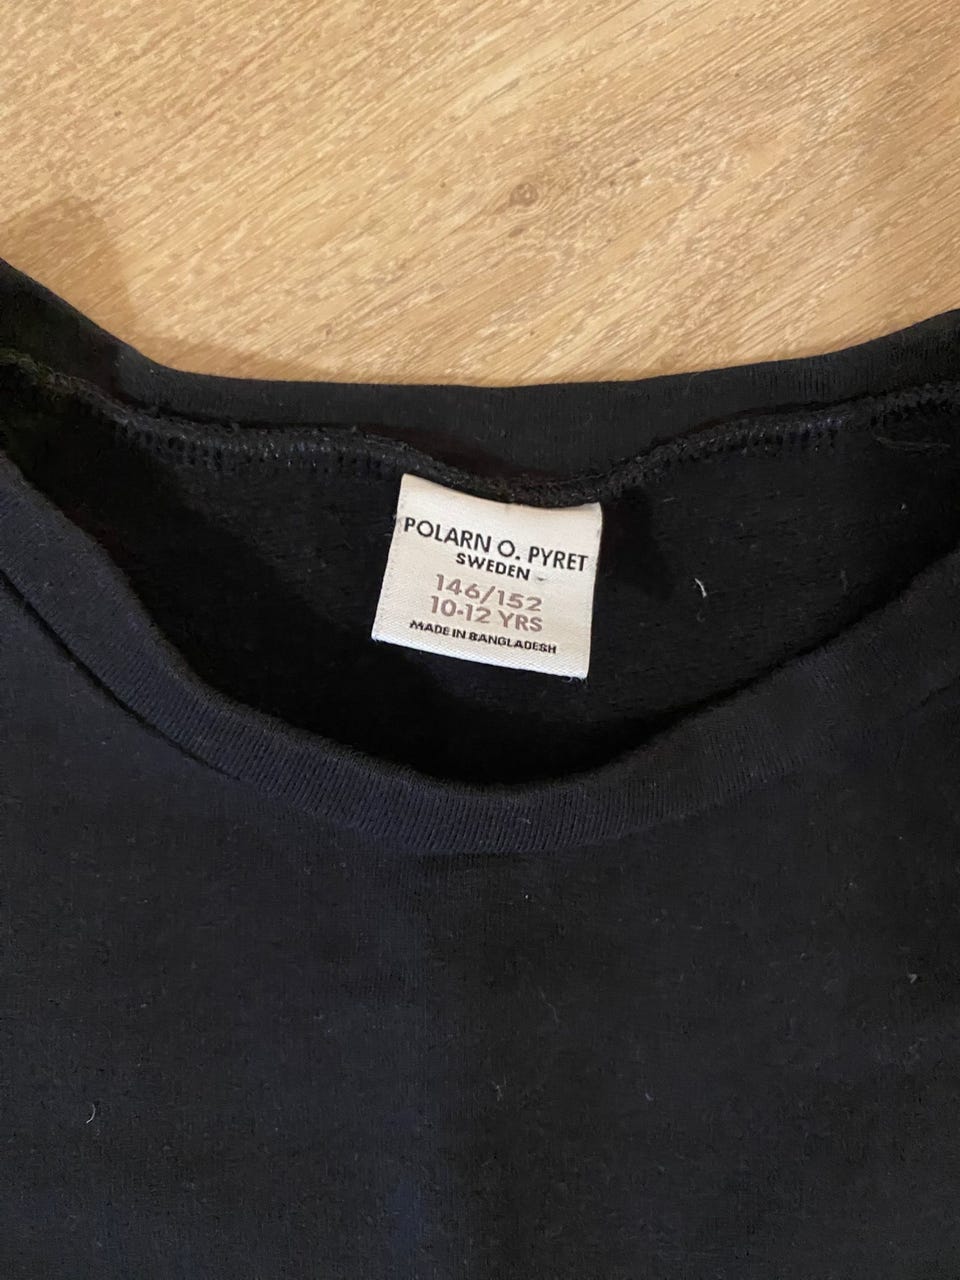 POLARN O. PYRET
SWEDEN
146/152
10-12 YRS
MADE IN BANGLADESH